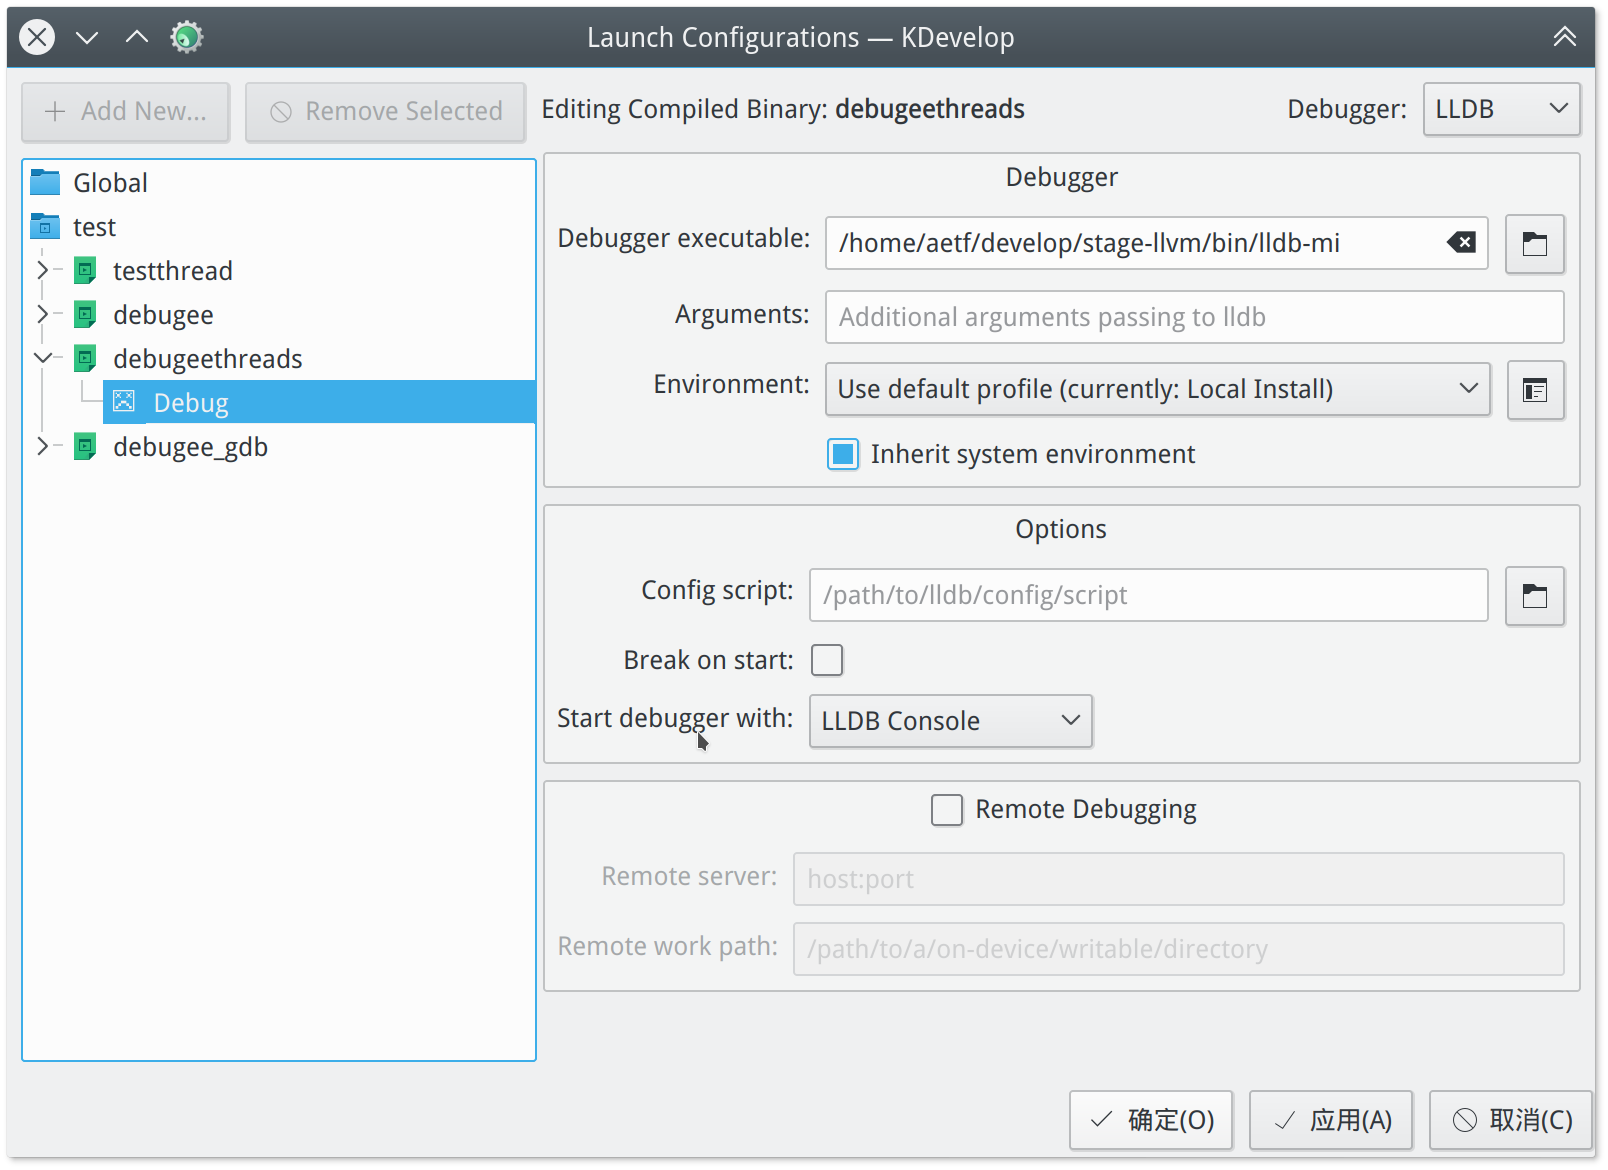 Launch Configurations — KDevelop
Add New...
Remove Selected
Editing Compiled Binary: debugeethreads
Debugger:
LLDB
Global
test
testthread
debugee
debugeethreads
Debug
debugee_gdb
Debugger
Debugger executable:
/home/aetf/develop/stage-llvm/bin/lldb-mi
Arguments:
Additional arguments passing to lldb
Environment:
Use default profile (currently: Local Install)
Inherit system environment
Options
Config script:
/path/to/lldb/config/script
Break on start:
Start debugger with:
LLDB Console
Remote Debugging
Remote server:
host:port
Remote work path:
/path/to/a/on-device/writable/directory
确定(O)
应用(A)
取消(C)